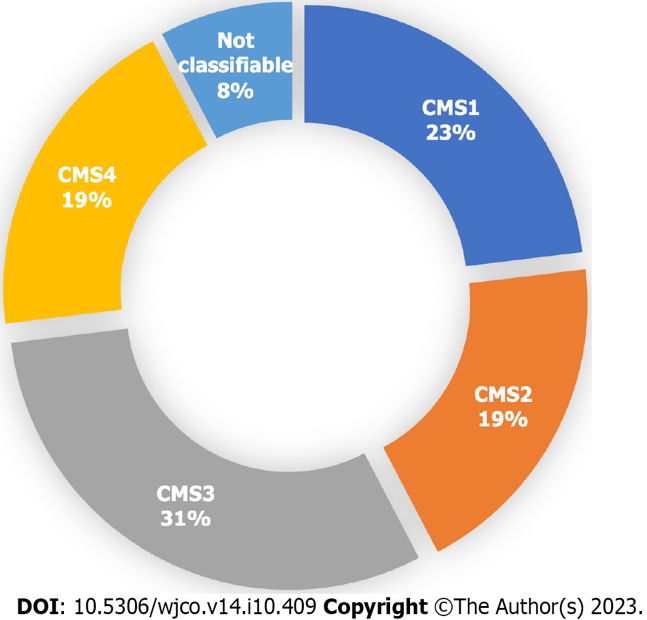 Not
classifiable
8%
CMS1
23%
CMS4
19%
CMS2
19%
CMS3
31%
DOI: 10.5306/wjco.v14.i10.409 Copyright ©The Author(s) 2023.